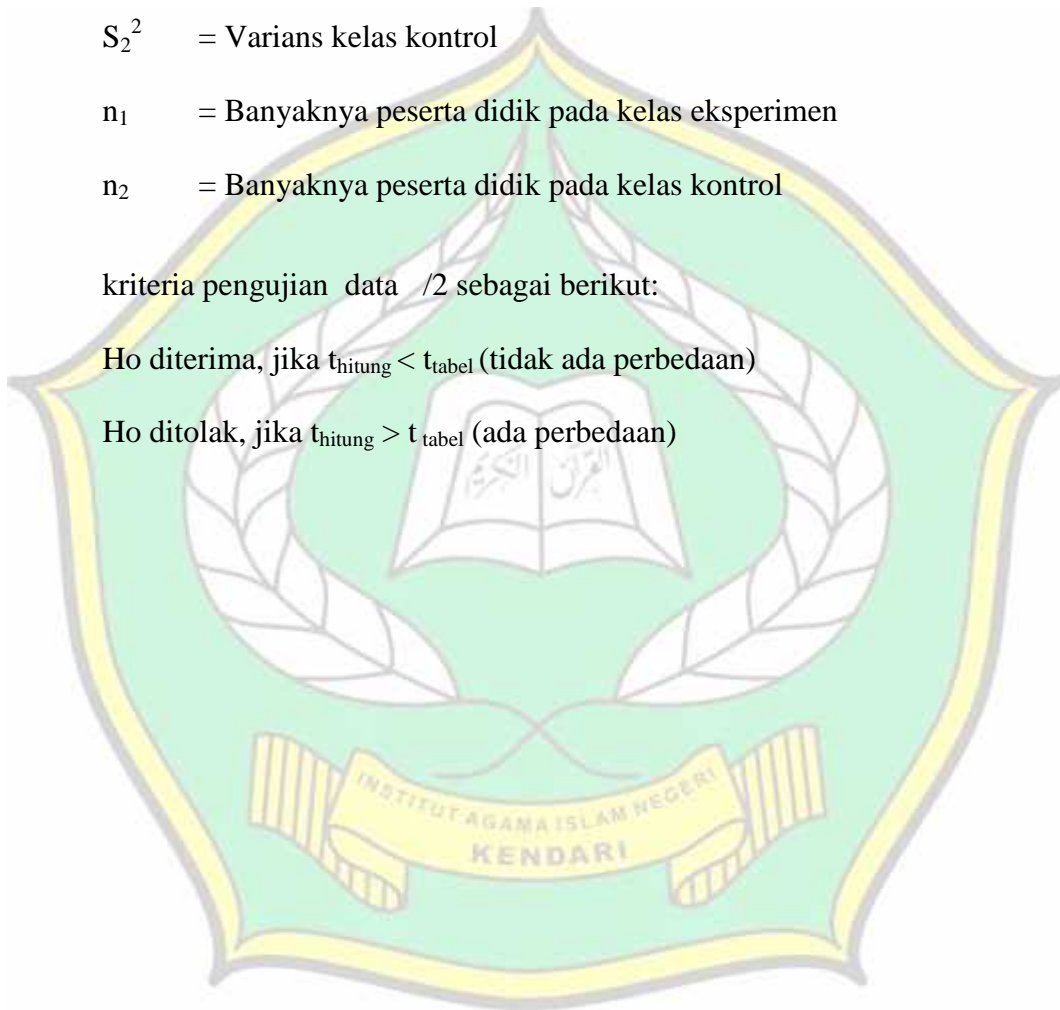 S₂² = Varians kelas kontrol
n₁ = Banyaknya peserta didik pada kelas eksperimen
n₂ = Banyaknya peserta didik pada kelas kontrol
kriteria pengujian data /2 sebagai berikut:
Ho diterima, jika t_hitung < t_tabel (tidak ada perbedaan)
Ho ditolak, jika t_hitung > t_tabel (ada perbedaan)
القرآن الكريم
INSTITUT AGAMA ISLAM NEGERI
KENDARI